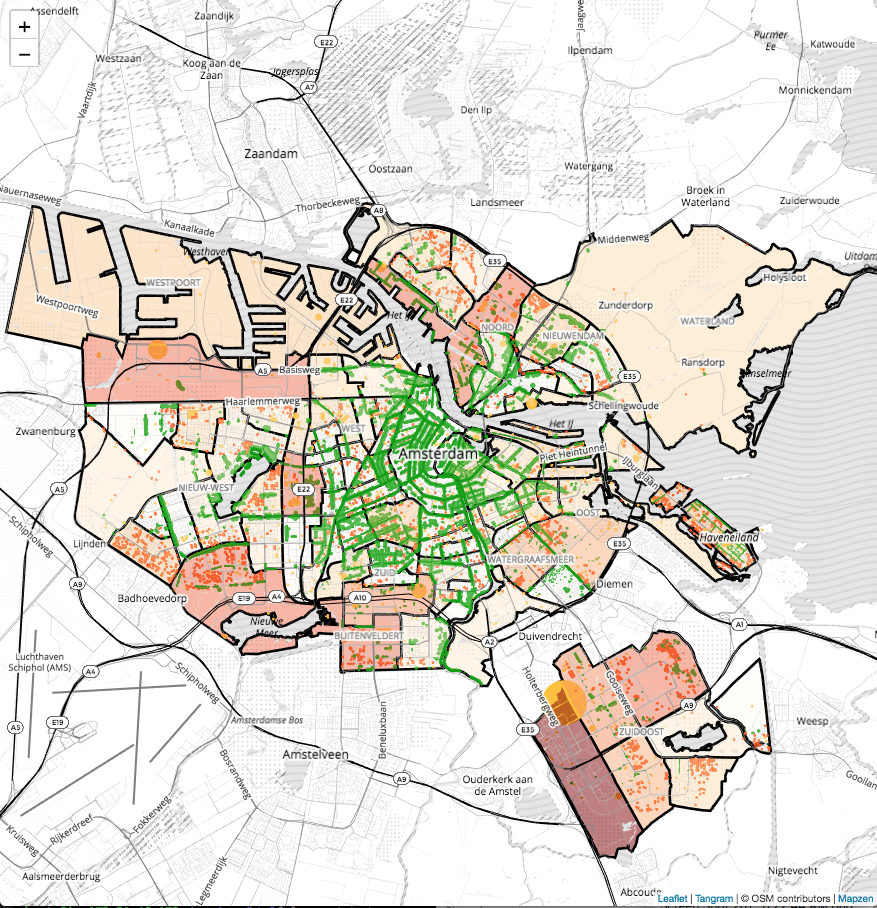 Assendelft
Zaandijk
+
−
E22
Jaagweg
Purmer
Ee
Katwoude
Ilpendam
Westzaan
Koog aan de
Zaan
Jagersplas
A7
Vaartdijk
Monnickendam
Den Ilp
Zaandam
Oostzaan
Watergang
Broek in
Waterland
Nauernaseweg
Thorbeckeweg
A8
Landsmeer
Zuiderwoude
Kanaalkade
Middenweg
Westhaven
E35
Uitdam
Holysloot
WESTPOORT
Westpoortweg
E22
Het
Zunderdorp
WATERLAND
NOORD
NIEUWENDAM
Ransdorp
A5
Basisweg
E35
Haarlemmerweg
Schellingwoude
Zwanenburg
WEST
Het IJ
Amsterdam
Piet Heintunnel
IJburglaan
A5
NIEUW-WEST
E22
OOST
Schipholweg
Lijnden
E35
Haveneiland
WATERGRAAFSMEER
ZUID
A9
Diemen
Badhoevedorp
E19
A4
A10
Nieuwe
Meer
BUITENVELDERT
A2
Duivendrecht
A1
Luchthaven
Schiphol (AMS)
A4
Schipholweg
Holterbergweg
Gooiseweg
A9
A5
E19
Amsterdamse Bos
E35
ZUIDOOST
Weesp
Beneluxbaan
Amstelveen
Bosrandweg
A9
Ouderkerk aan
de Amstel
Gooilan
Fokkerweg
Kruisweg
Rijkerdreef
Legmeerdijk
Aalsmeerderbrug
Nigtevecht
Abcoude
Leaflet | Tangram | © OSM contributors | Mapzen